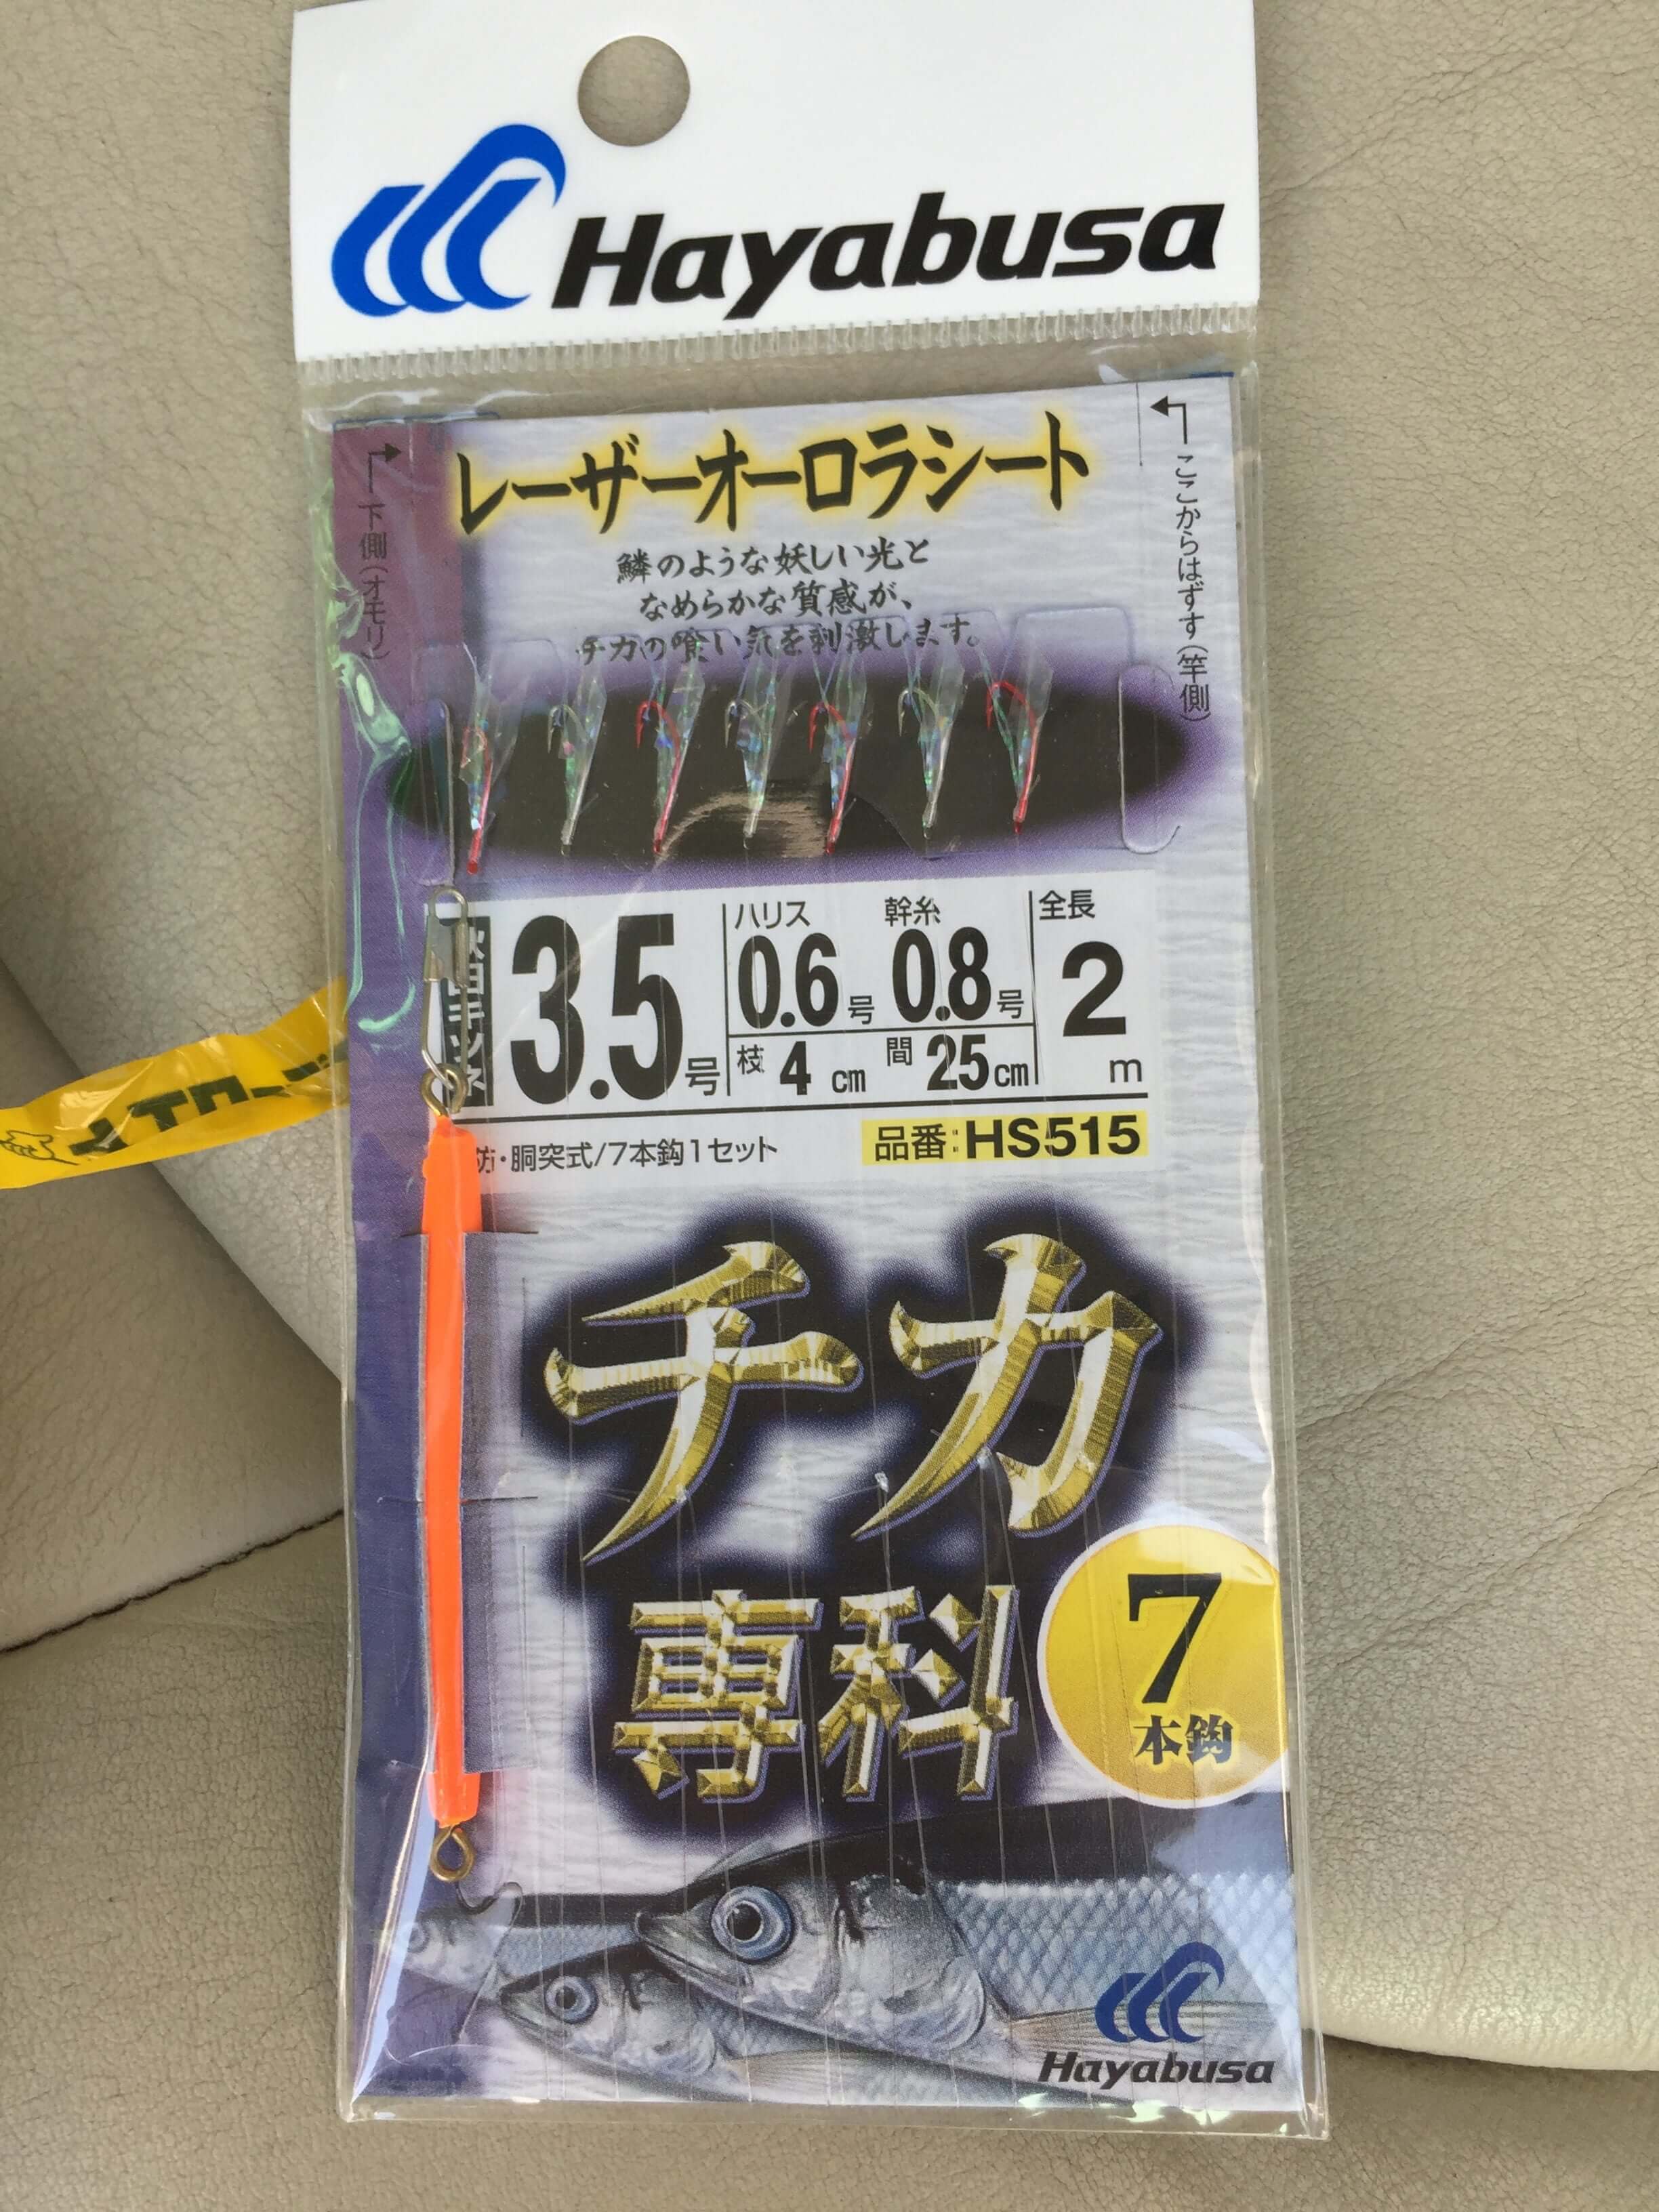 Hayabusa
レーザーオーロラシート
鱗のような妖しい光と
なめらかな質感が、
チカの喰い気を刺激します。
下側(オモリ)
ここからはずす(竿側)
3.5号
ハリス 0.6号
幹糸 0.8号
全長 2m
枝 4cm
間 25cm
防・胴突式/7本鈎1セット
品番:HS515
チカ
専科
7
本鈎
Hayabusa